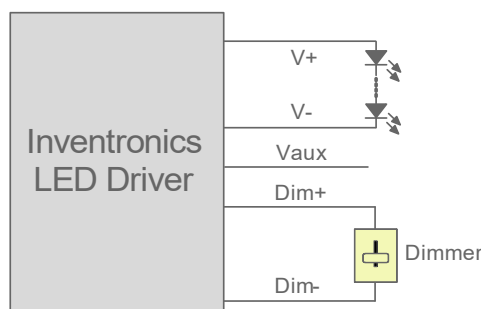 Inventronics
LED Driver
V+
V-
Vaux
Dim+
Dimmer
Dim-